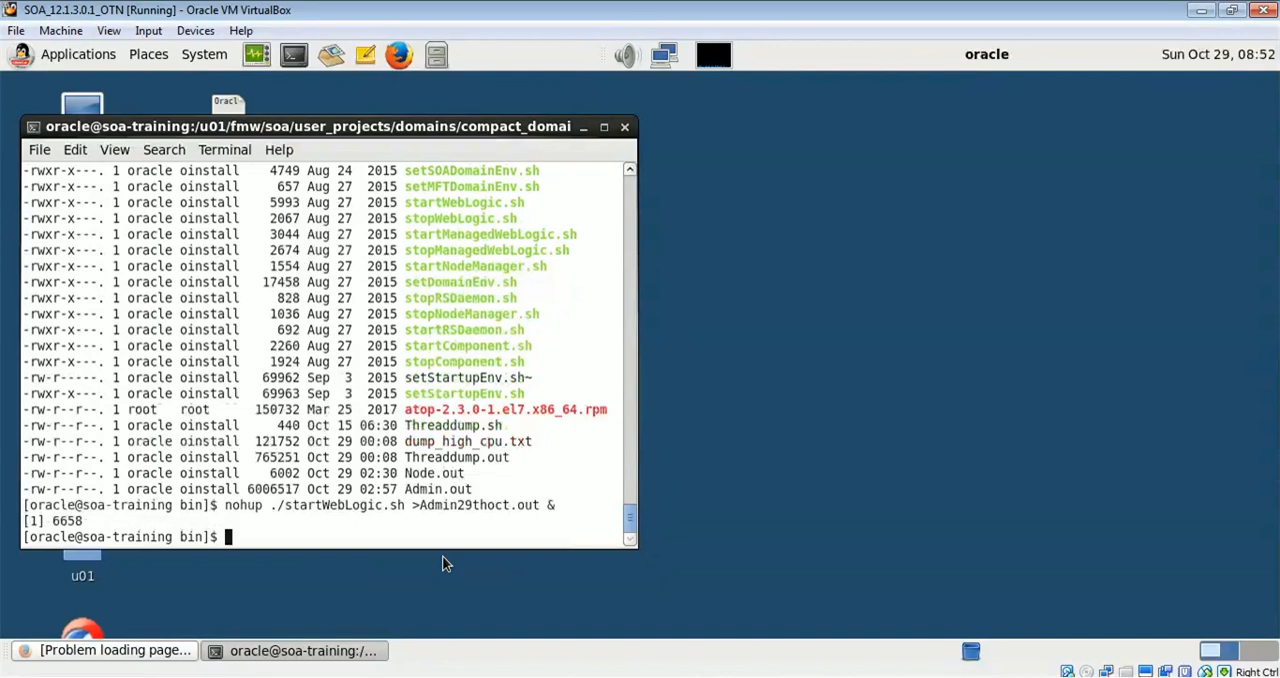 SOA_12.1.3.0.1_OTN [Running] - Oracle VM VirtualBox
File Machine View Input Devices Help
Applications Places System oracle Sun Oct 29, 08:52
Oracl
oracle@soa-training:/u01/fmw/soa/user_projects/domains/compact_domai
File Edit View Search Terminal Help
-rwxr-x---. 1 oracle oinstall 4749 Aug 24 2015 setSOADomainEnv.sh
-rwxr-x---. 1 oracle oinstall 657 Aug 27 2015 setMFTDomainEnv.sh
-rwxr-x---. 1 oracle oinstall 5993 Aug 27 2015 startWebLogic.sh
-rwxr-x---. 1 oracle oinstall 2067 Aug 27 2015 stopWebLogic.sh
-rwxr-x---. 1 oracle oinstall 3044 Aug 27 2015 startManagedWebLogic.sh
-rwxr-x---. 1 oracle oinstall 2674 Aug 27 2015 stopManagedWebLogic.sh
-rwxr-x---. 1 oracle oinstall 1554 Aug 27 2015 startNodeManager.sh
-rwxr-x---. 1 oracle oinstall 17458 Aug 27 2015 setDomainEnv.sh
-rwxr-x---. 1 oracle oinstall 828 Aug 27 2015 stopRSDaemon.sh
-rwxr-x---. 1 oracle oinstall 1036 Aug 27 2015 stopNodeManager.sh
-rwxr-x---. 1 oracle oinstall 692 Aug 27 2015 startRSDaemon.sh
-rwxr-x---. 1 oracle oinstall 2260 Aug 27 2015 startComponent.sh
-rwxr-x---. 1 oracle oinstall 1924 Aug 27 2015 stopComponent.sh
-rw-r-----. 1 oracle oinstall 69962 Sep 3 2015 setStartupEnv.sh~
-rwxr-x---. 1 oracle oinstall 69963 Sep 3 2015 setStartupEnv.sh
-rw-r--r--. 1 root root 150732 Mar 25 2017 atop-2.3.0-1.el7.x86_64.rpm
-rw-r--r--. 1 oracle oinstall 440 Oct 15 06:30 Threaddump.sh
-rw-r--r--. 1 oracle oinstall 121752 Oct 29 00:08 dump_high_cpu.txt
-rw-r--r--. 1 oracle oinstall 765251 Oct 29 00:08 Threaddump.out
-rw-r--r--. 1 oracle oinstall 6002 Oct 29 02:30 Node.out
-rw-r--r--. 1 oracle oinstall 6006517 Oct 29 02:57 Admin.out
[oracle@soa-training bin]$ nohup ./startWebLogic.sh >Admin29thoct.out &
[1] 6658
[oracle@soa-training bin]$
u01
[Problem loading page... oracle@soa-training:/...
Right Ctrl